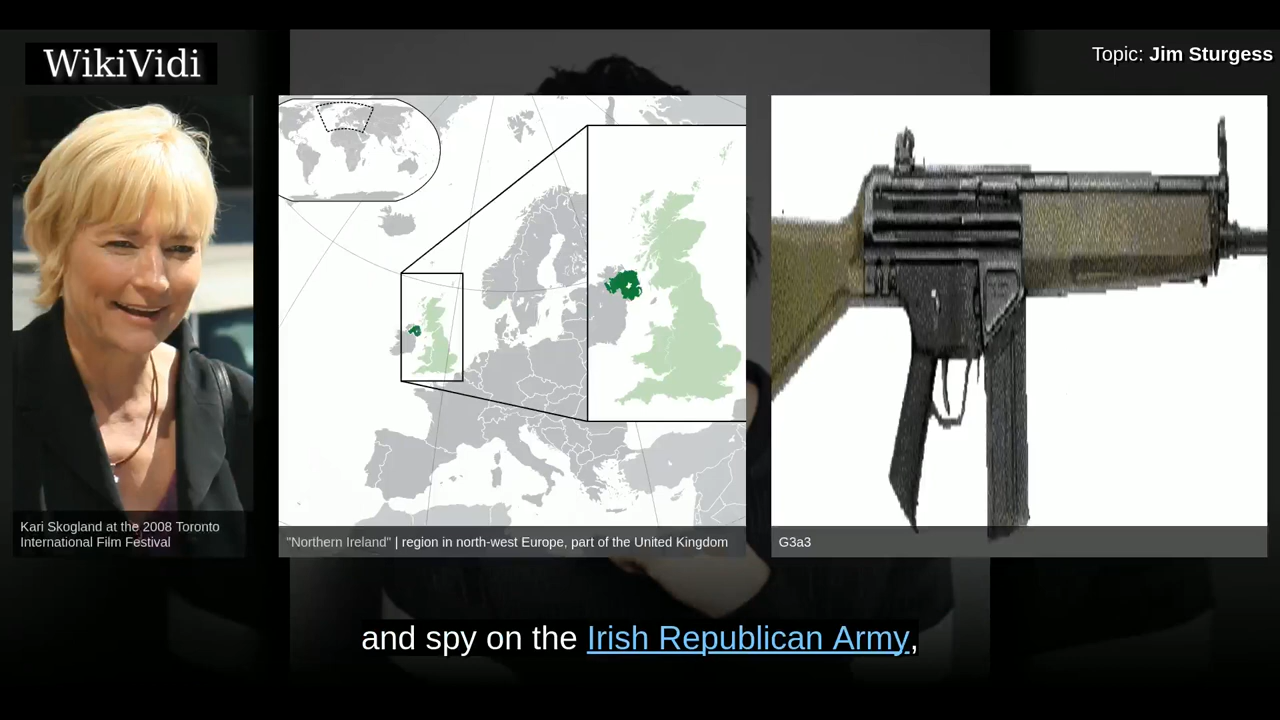 WikiVidi
Topic: Jim Sturgess
Kari Skogland at the 2008 Toronto
International Film Festival
"Northern Ireland" | region in north-west Europe, part of the United Kingdom
G3a3
and spy on the Irish Republican Army,